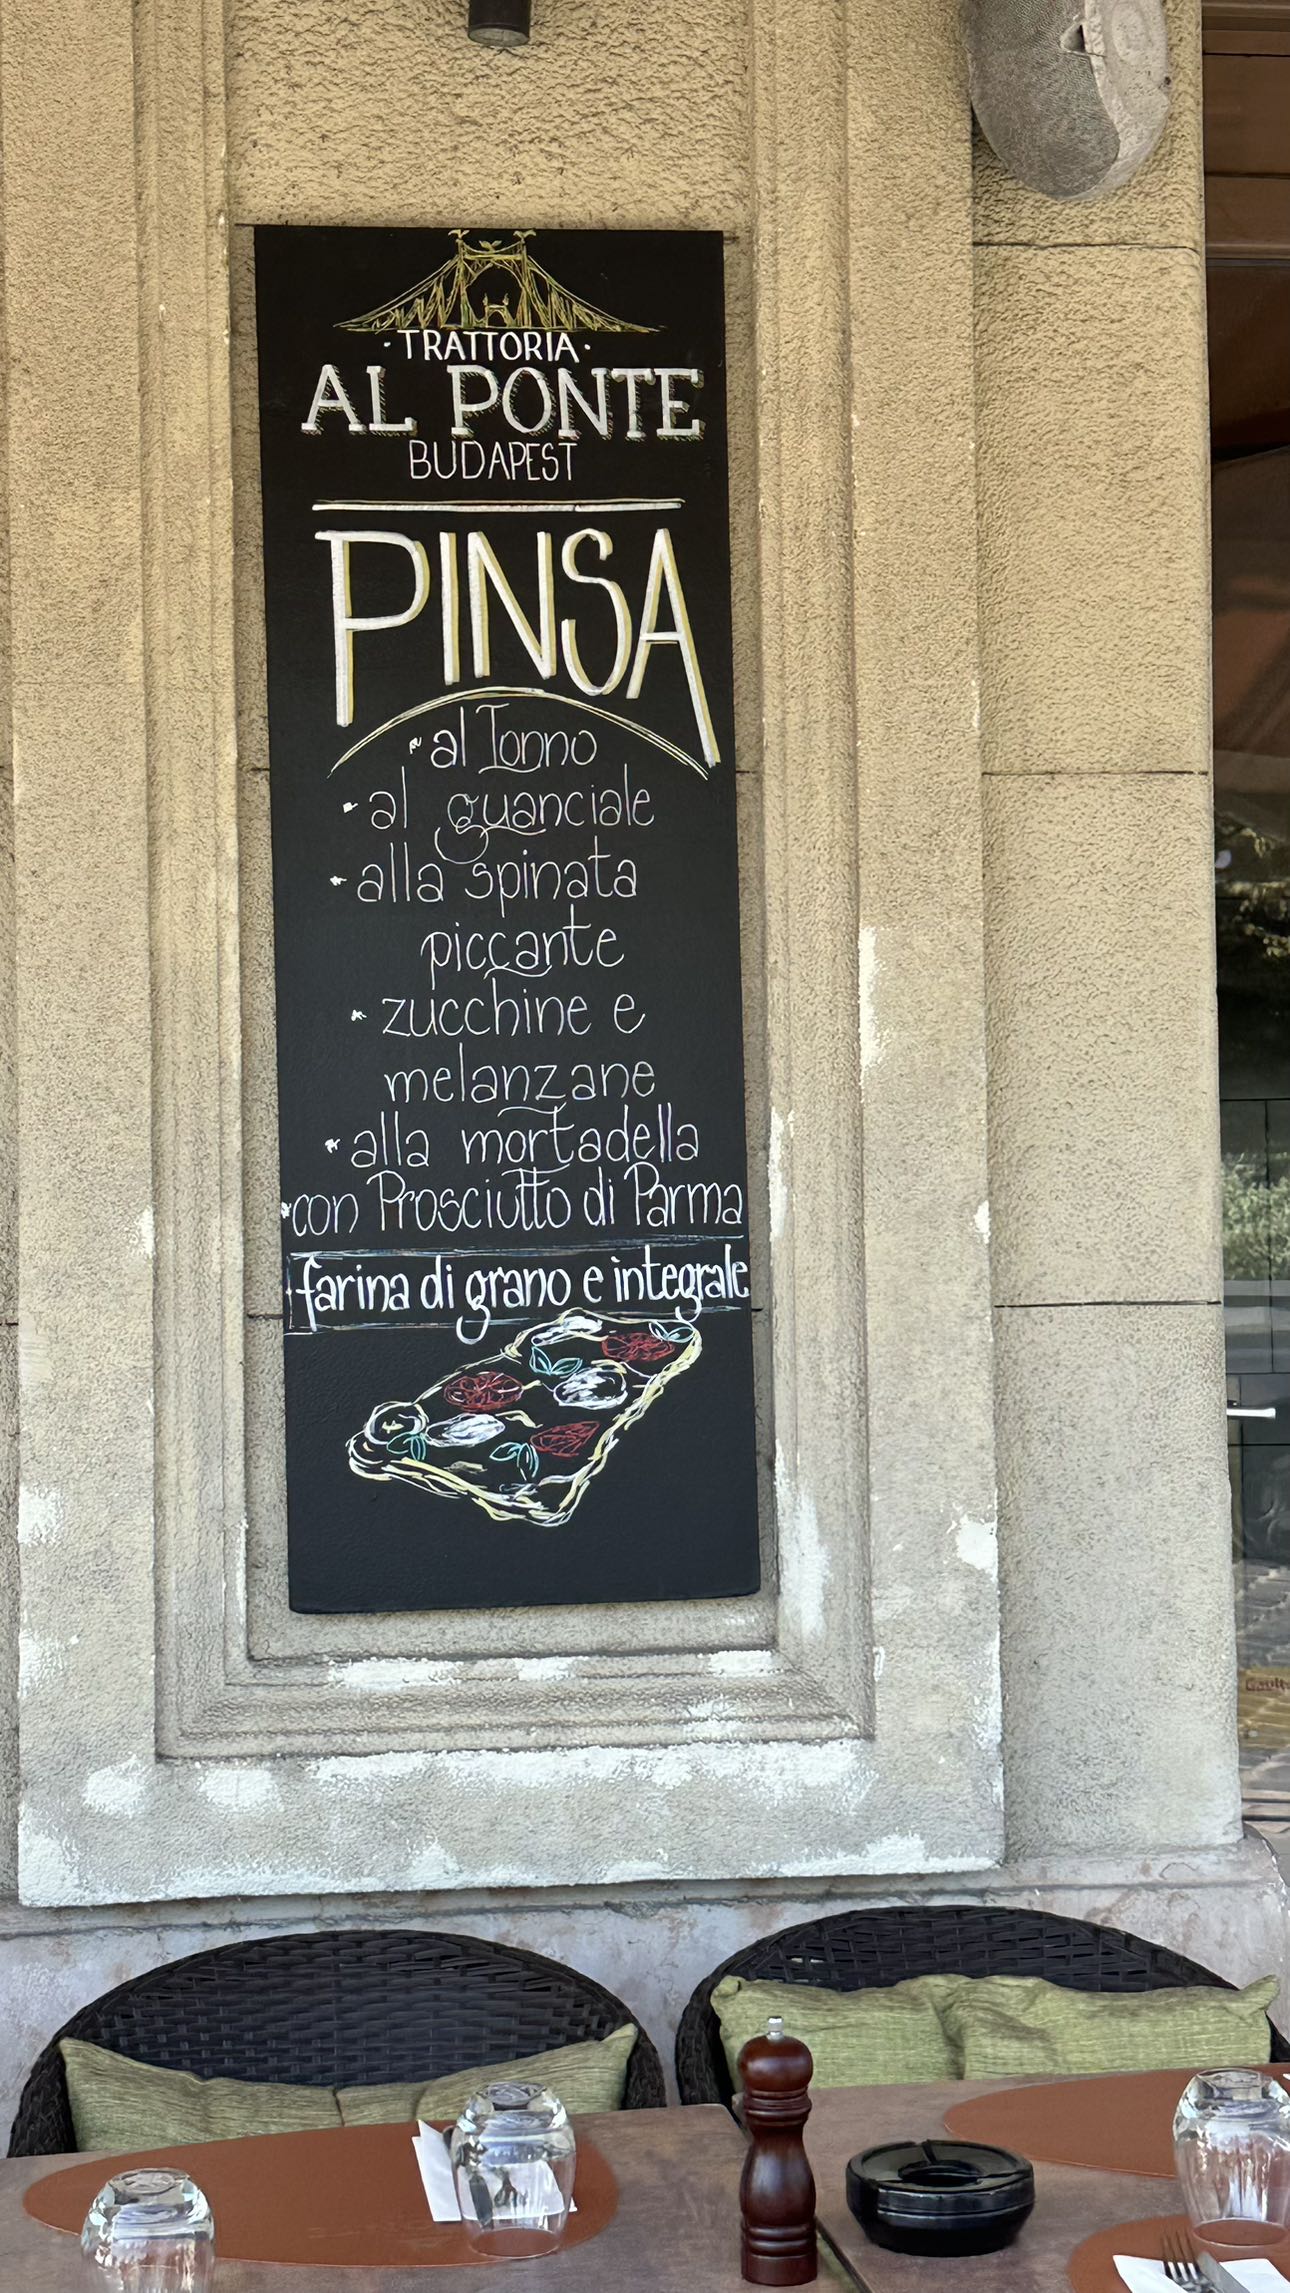 · TRATTORIA ·
AL PONTE
BUDAPEST
PINSA
al Tonno
al guanciale
alla spinata
piccante
zucchine e
melanzane
alla mortadella
con Prosciutto di Parma
farina di grano e integrale